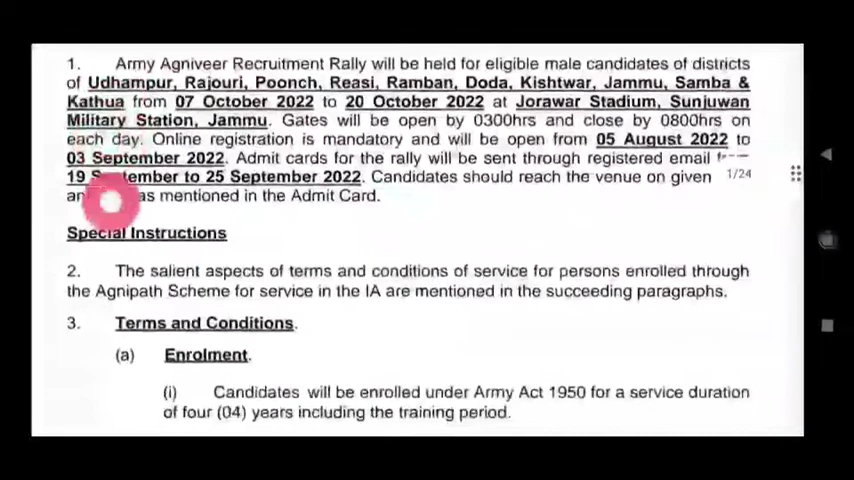 1. Army Agniveer Recruitment Rally will be held for eligible male candidates of districts
of Udhampur, Rajouri, Poonch, Reasi, Ramban, Doda, Kishtwar, Jammu, Samba &
Kathua from 07 October 2022 to 20 October 2022 at Jorawar Stadium, Sunjuwan
Military Station, Jammu. Gates will be open by 0300hrs and close by 0800hrs on
each day. Online registration is mandatory and will be open from 05 August 2022 to
03 September 2022. Admit cards for the rally will be sent through registered email
19 to 25 September 2022. Candidates should reach the venue on given
1/24
as mentioned in the Admit Card.
Special Instructions
2. The salient aspects of terms and conditions of service for persons enrolled through
the Agnipath Scheme for service in the IA are mentioned in the succeeding paragraphs.
3. Terms and Conditions.
(a) Enrolment.
(i) Candidates will be enrolled under Army Act 1950 for a service duration
of four (04) years including the training period.